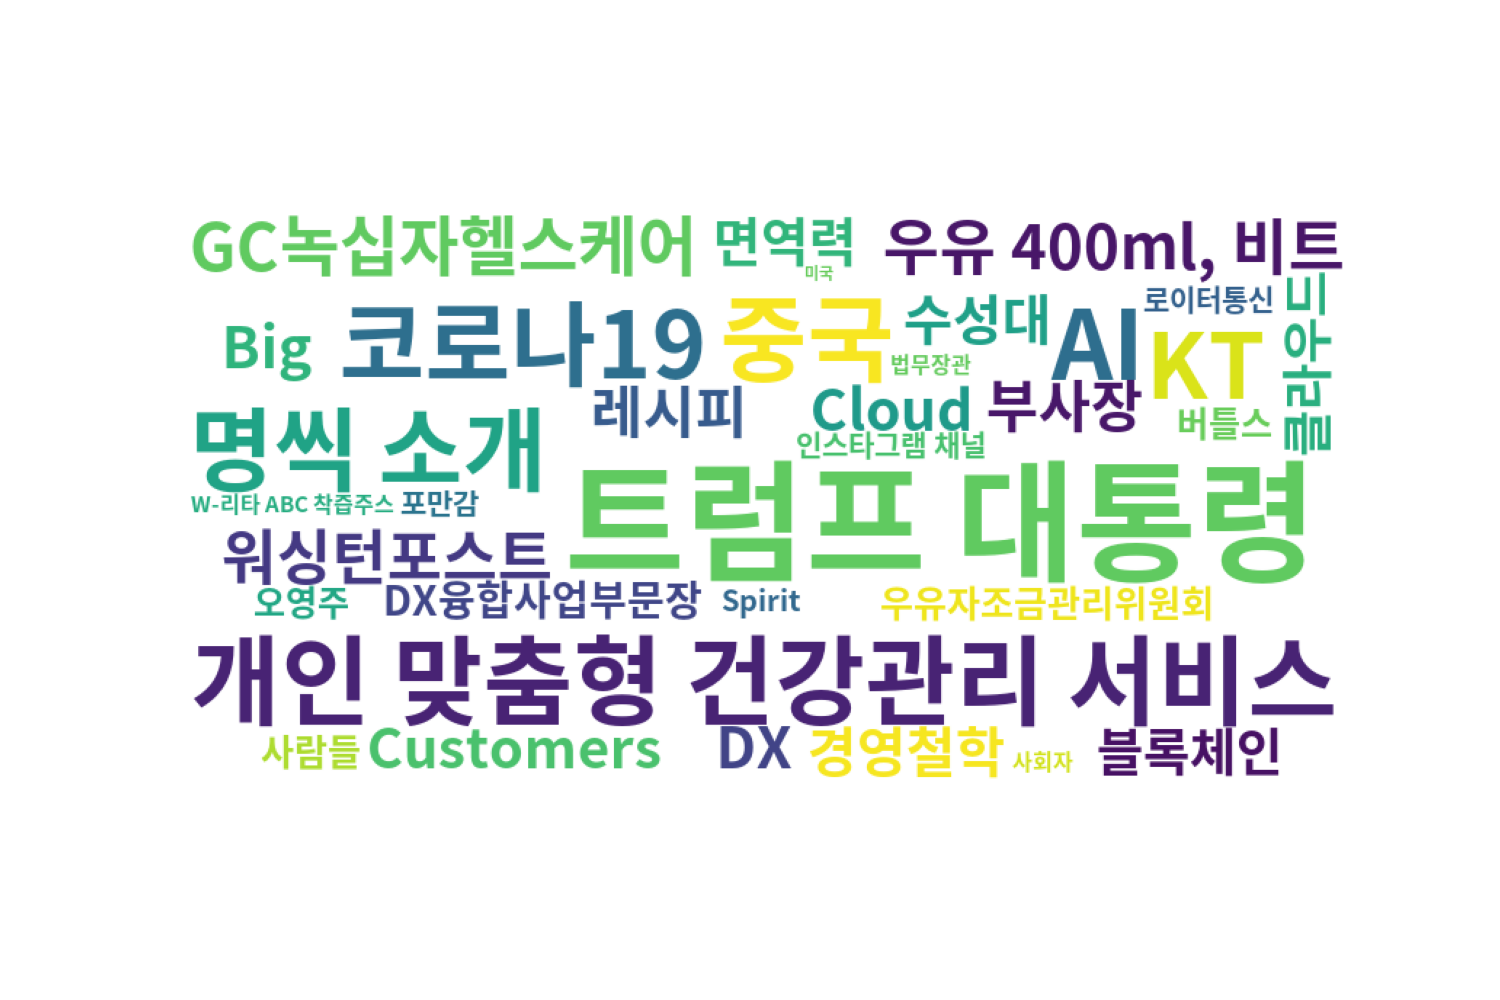 GC녹십자헬스케어 면역력 우유 400ml, 비트
미국
Big 코로나19 중국 수성대 AI 로이터통신 클라우드
법무장관 KT
레시피 Cloud 부사장 버틀스
명씩 소개 인스타그램 채널
트럼프 대통령
W-리타 ABC 착즙주스 포만감
워싱턴포스트
오영주 DX융합사업부문장 Spirit 우유자조금관리위원회
개인 맞춤형 건강관리 서비스
사람들 Customers DX 경영철학 사회자 블록체인